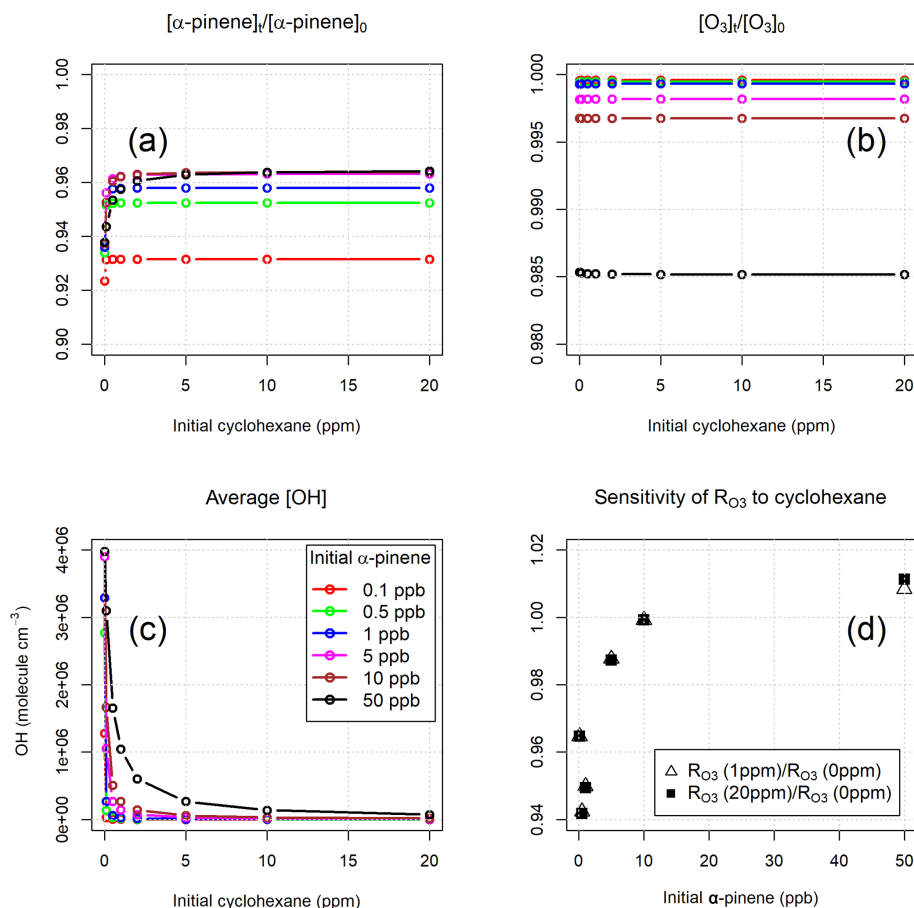 [α-pinene]t/[α-pinene]0
1.00
0.98
0.96
0.94
0.92
0.90
(a)
0 5 10 15 20
Initial cyclohexane (ppm)
[O3]t/[O3]0
1.000
0.995
0.990
0.985
0.980
(b)
0 5 10 15 20
Initial cyclohexane (ppm)
Average [OH]
OH (molecule cm−3)
4e+06
3e+06
2e+06
1e+06
0e+00
(c)
Initial α-pinene
0.1 ppb
0.5 ppb
1 ppb
5 ppb
10 ppb
50 ppb
0 5 10 15 20
Initial cyclohexane (ppm)
Sensitivity of RO3 to cyclohexane
1.02
1.00
0.98
0.96
0.94
(d)
RO3 (1ppm)/RO3 (0ppm)
RO3 (20ppm)/RO3 (0ppm)
0 10 20 30 40 50
Initial α-pinene (ppb)